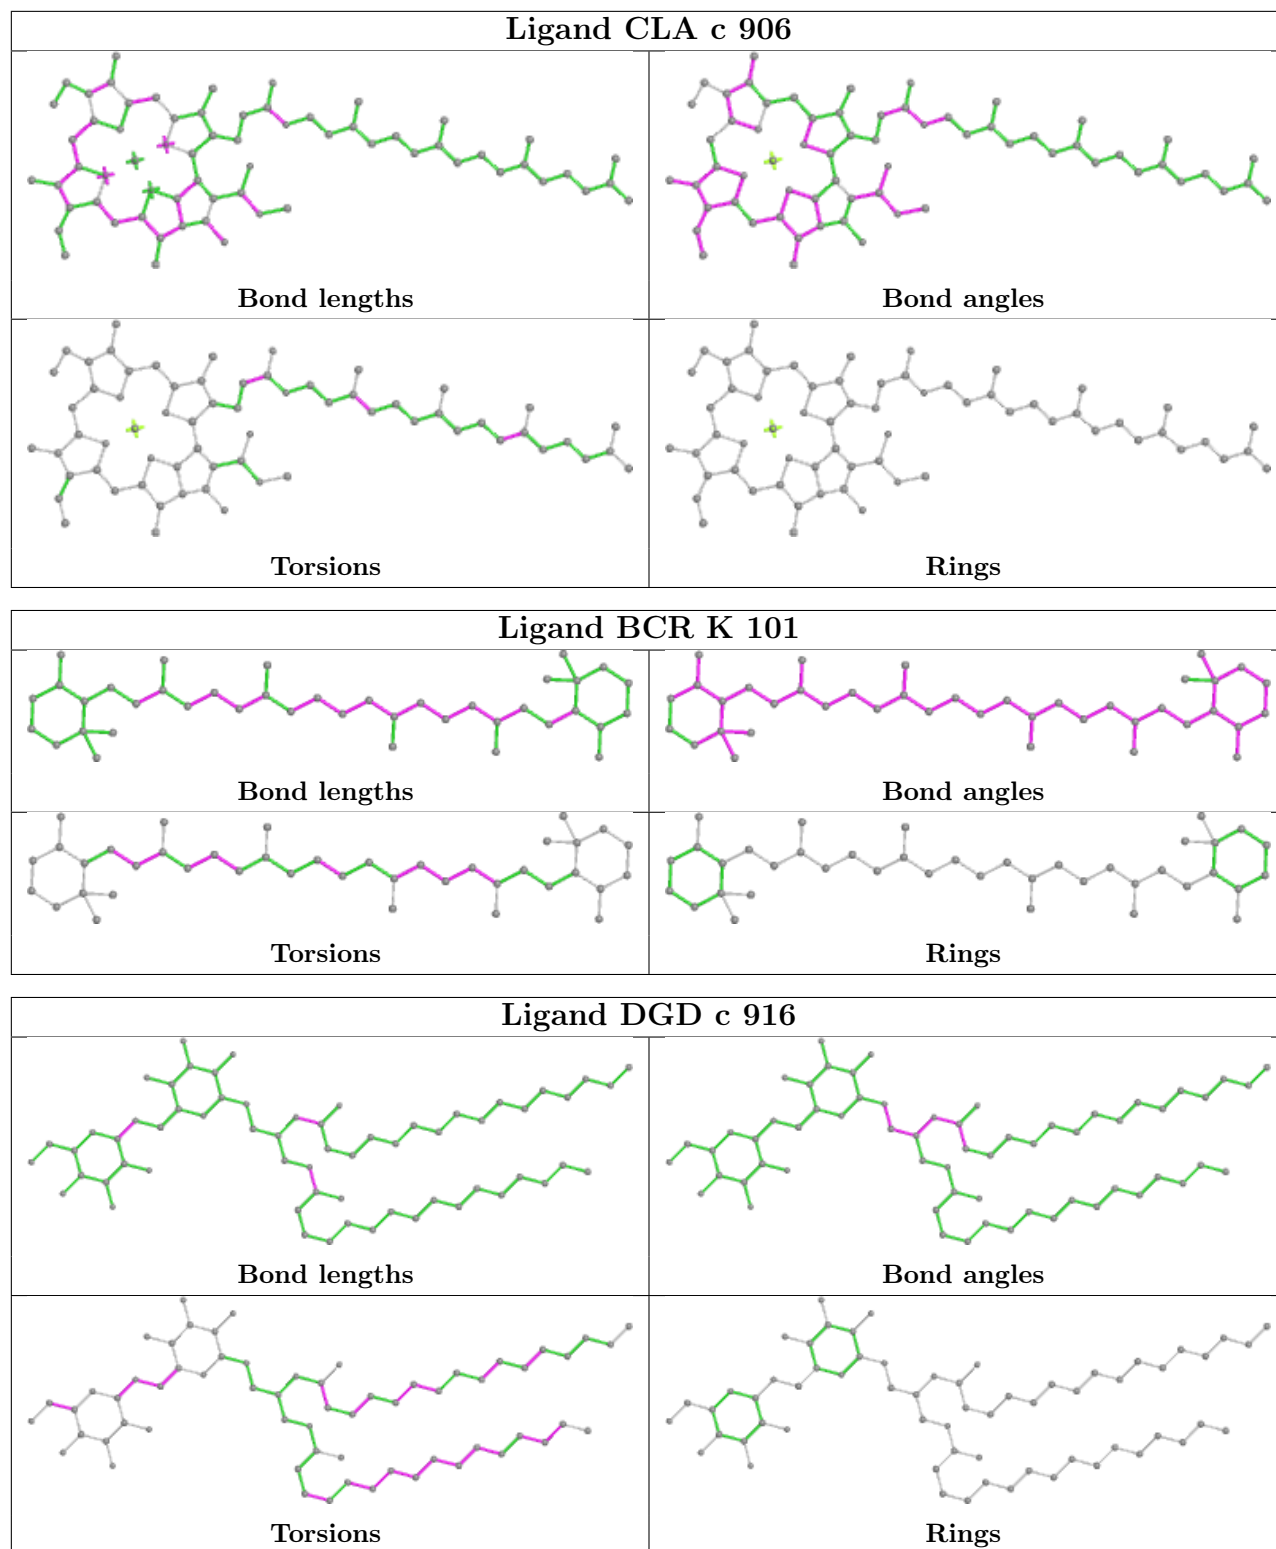 Ligand CLA c 906
Bond lengths
Bond angles
Torsions
Rings
Ligand BCR K 101
Bond lengths
Bond angles
Torsions
Rings
Ligand DGD c 916
Bond lengths
Bond angles
Torsions
Rings